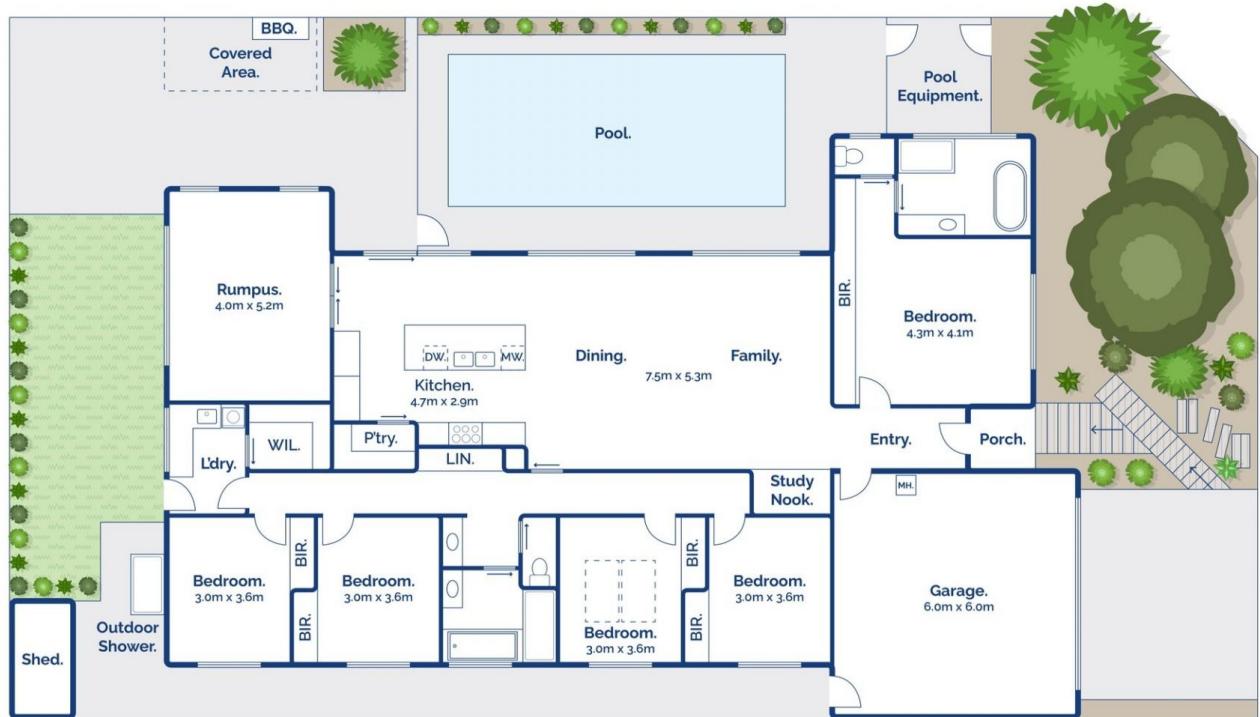 BBQ.
Covered
Area.
Pool
Equipment.
Pool.
Rumpus.
4.0m x 5.2m
BIR.
Bedroom.
4.3m x 4.1m
DW.
MW.
Dining.
Family.
7.5m x 5.3m
Kitchen.
4.7m x 2.9m
P'try.
WIL.
L'dry.
LIN.
Entry.
Porch.
Study
Nook.
MH.
Bedroom.
3.0m x 3.6m
BIR.
BIR.
Bedroom.
3.0m x 3.6m
Bedroom.
3.0m x 3.6m
BIR.
BIR.
Bedroom.
3.0m x 3.6m
Garage.
6.0m x 6.0m
Outdoor
Shower.
Shed.